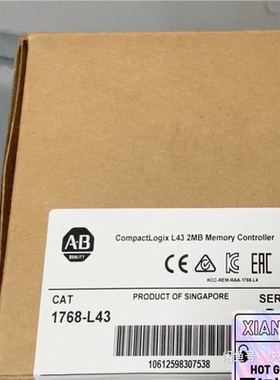 A-B
QUALITY
CompactLogix L43 2MB Memory Controller
KCC-REM-RAA-1768-L4
CAT
PRODUCT OF SINGAPORE
1768-L43
10612598307538
XIAN
HOT G